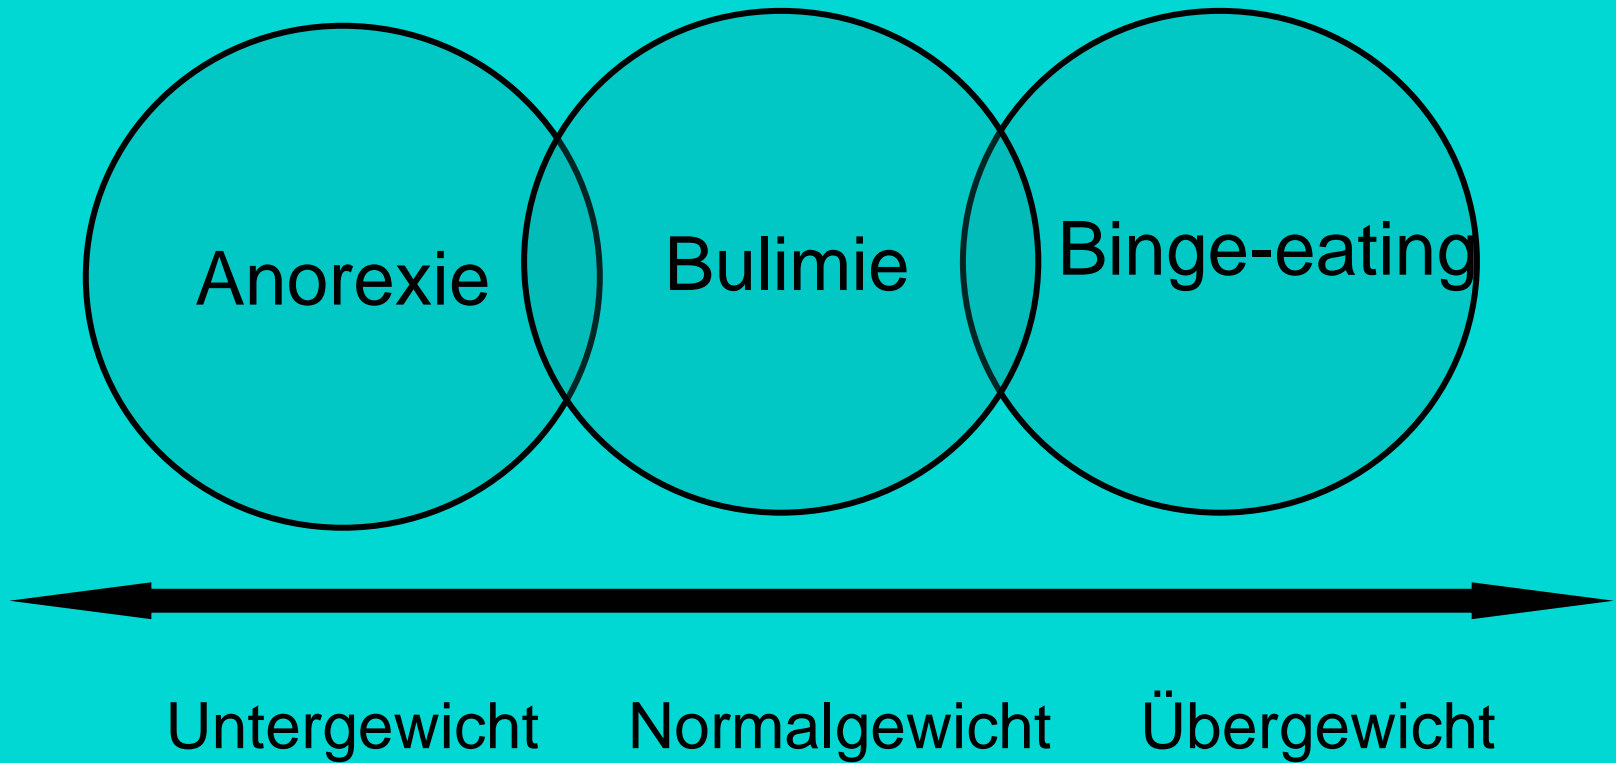 Anorexie
Bulimie
Binge-eating
Untergewicht
Normalgewicht
Übergewicht